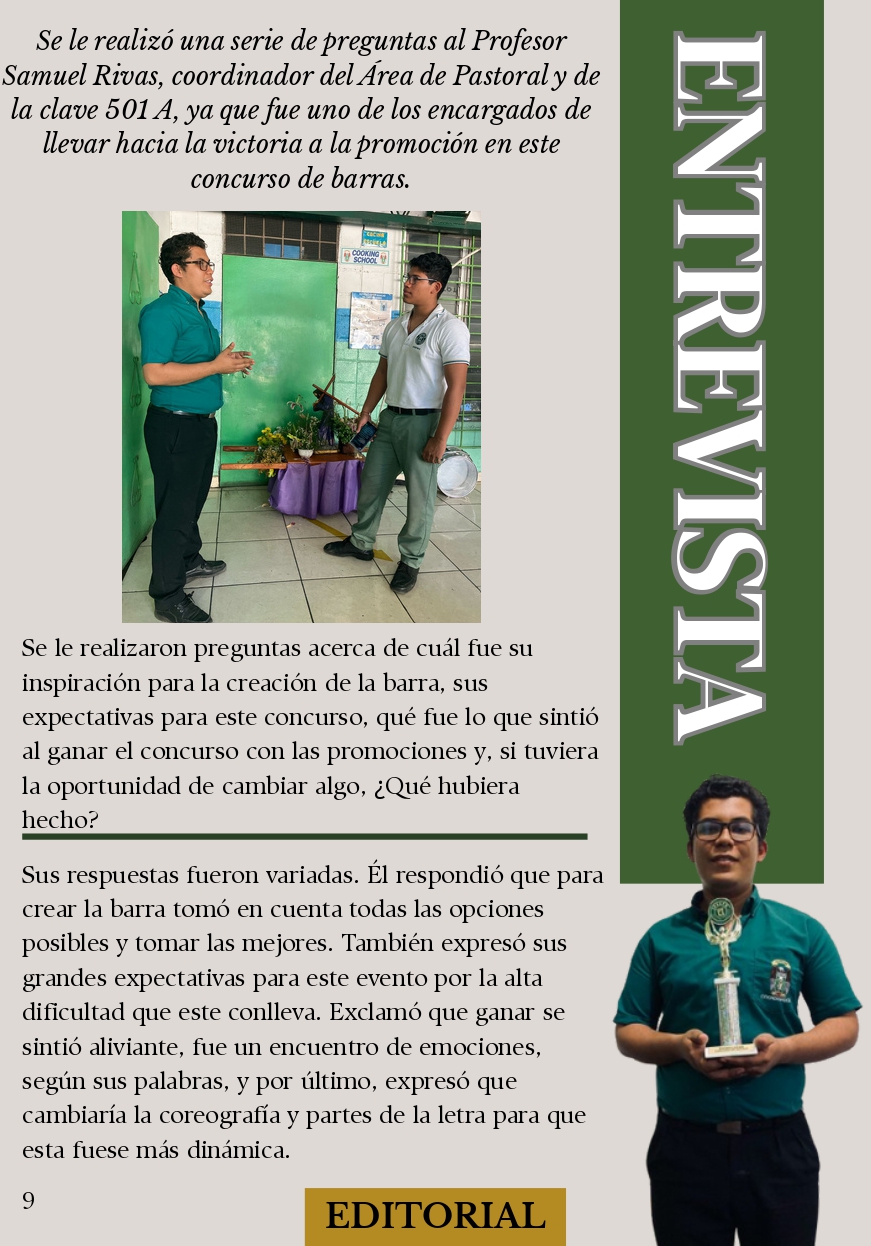 Se le realizó una serie de preguntas al Profesor
Samuel Rivas, coordinador del Área de Pastoral y de
la clave 501 A, ya que fue uno de los encargados de
llevar hacia la victoria a la promoción en este
concurso de barras.
ENTREVISTA
COOKING
SCHOOL
Se le realizaron preguntas acerca de cuál fue su
inspiración para la creación de la barra, sus
expectativas para este concurso, qué fue lo que sintió
al ganar el concurso con las promociones y, si tuviera
la oportunidad de cambiar algo, ¿Qué hubiera
hecho?
Sus respuestas fueron variadas. Él respondió que para
crear la barra tomó en cuenta todas las opciones
posibles y tomar las mejores. También expresó sus
grandes expectativas para este evento por la alta
dificultad que este conlleva. Exclamó que ganar se
sintió aliviante, fue un encuentro de emociones,
según sus palabras, y por último, expresó que
cambiaría la coreografía y partes de la letra para que
esta fuese más dinámica.
9
EDITORIAL